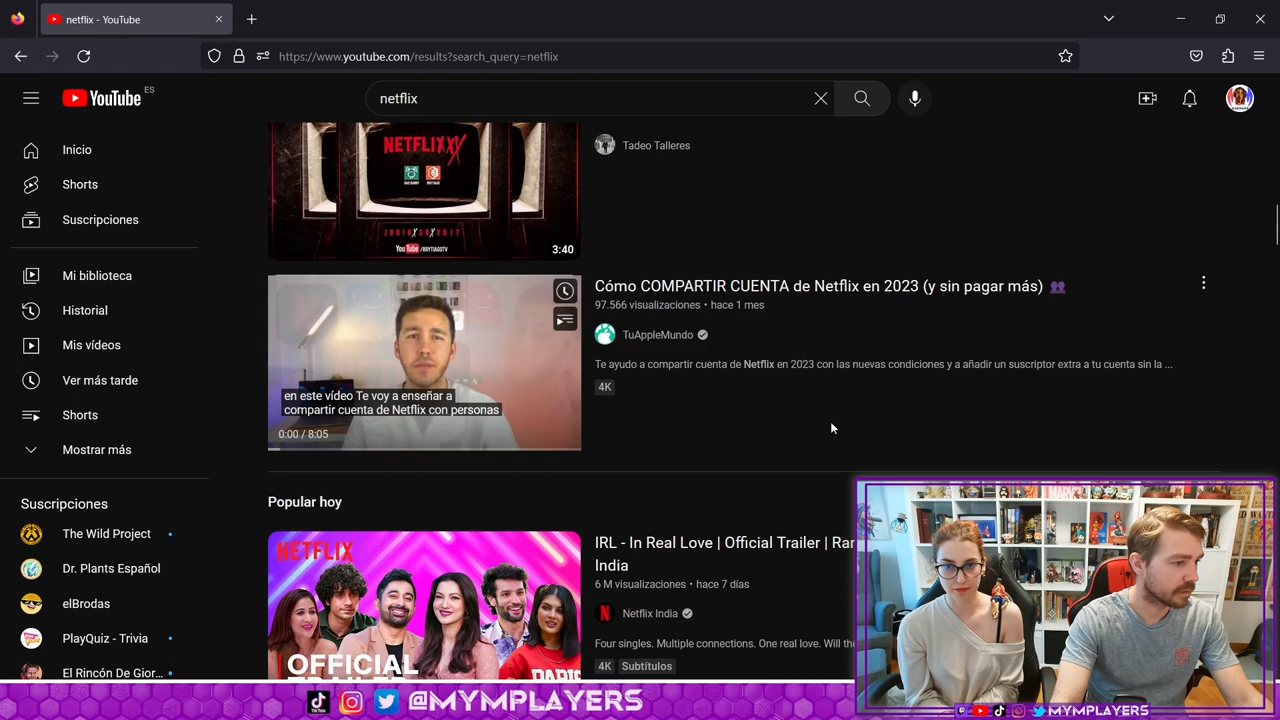 netflix - YouTube
https://www.youtube.com/results?search_query=netflix
YouTube ES
netflix
Inicio
Shorts
Suscripciones
Mi biblioteca
Historial
Mis vídeos
Ver más tarde
Shorts
Mostrar más
Suscripciones
The Wild Project
Dr. Plants Español
elBrodas
PlayQuiz - Trivia
El Rincón De Gior...
NETFLIXXX
YouTube /BRYTIAGOTV
3:40
Tadeo Talleres
en este vídeo Te voy a enseñar a
compartir cuenta de Netflix con personas
0:00 / 8:05
Cómo COMPARTIR CUENTA de Netflix en 2023 (y sin pagar más)
97.566 visualizaciones • hace 1 mes
TuAppleMundo
Te ayudo a compartir cuenta de Netflix en 2023 con las nuevas condiciones y a añadir un suscriptor extra a tu cuenta sin la ...
4K
Popular hoy
NETFLIX
OFFICIAL
IRL - In Real Love | Official Trailer |
India
6 M visualizaciones • hace 7 días
Netflix India
Four singles. Multiple connections. One real love. Will the
4K
Subtítulos
@MYMPLAYERS
MYMPLAYERS